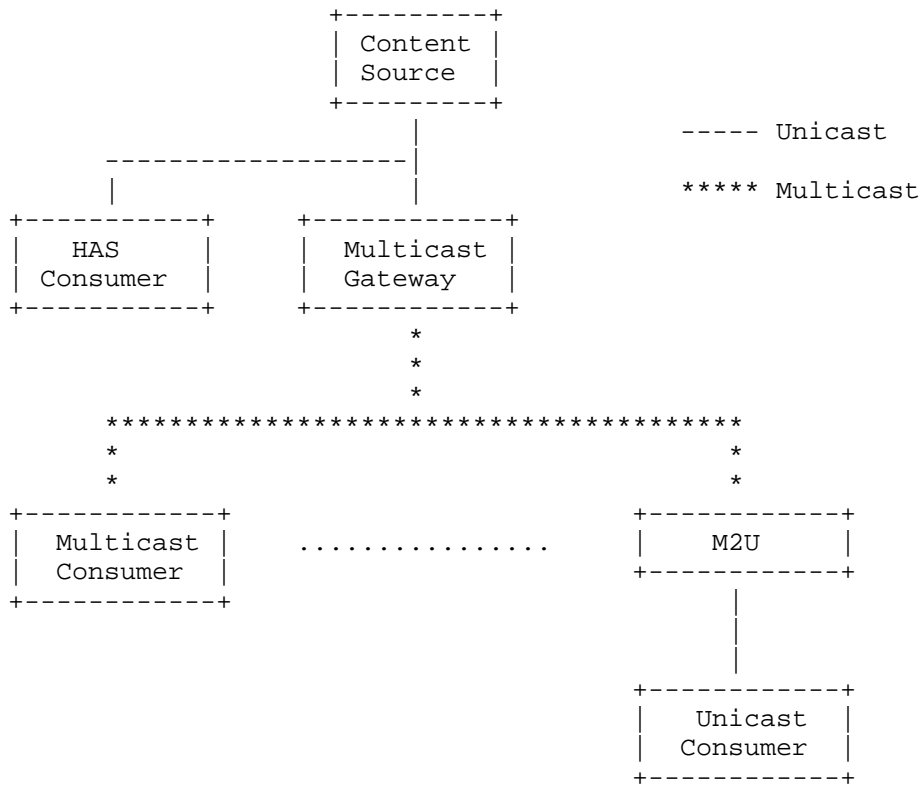 Content
Source
----- Unicast
***** Multicast
HAS
Consumer
Multicast
Gateway
Multicast
Consumer
................
M2U
Unicast
Consumer